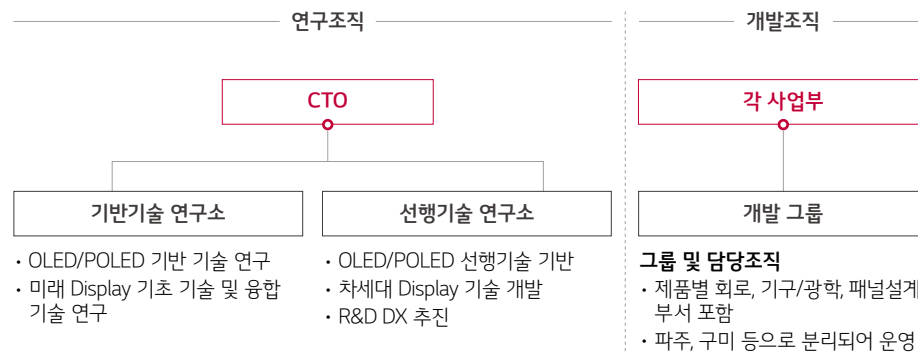 연구조직
CTO
기반기술 연구소
• OLED/POLED 기반 기술 연구
• 미래 Display 기초 기술 및 융합
기술 연구
선행기술 연구소
• OLED/POLED 선행기술 기반
• 차세대 Display 기술 개발
• R&D DX 추진
개발조직
각 사업부
개발 그룹
그룹 및 담당조직
• 제품별 회로, 기구/광학, 패널설계
부서 포함
• 파주, 구미 등으로 분리되어 운영